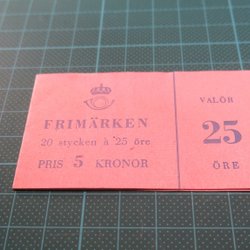 FRIMÄRKEN
20 stycken à 25 öre
PRIS 5 KRONOR
VALÖR
25
ÖRE